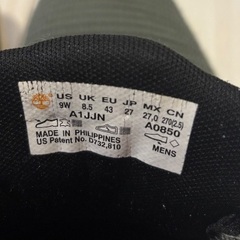 US UK EU JP MX CN
9W 8.5 43 27 27.0 270(2.5)
A1JJN A0850
MADE IN PHILIPPINES
US Patent No. D732,810
MENS